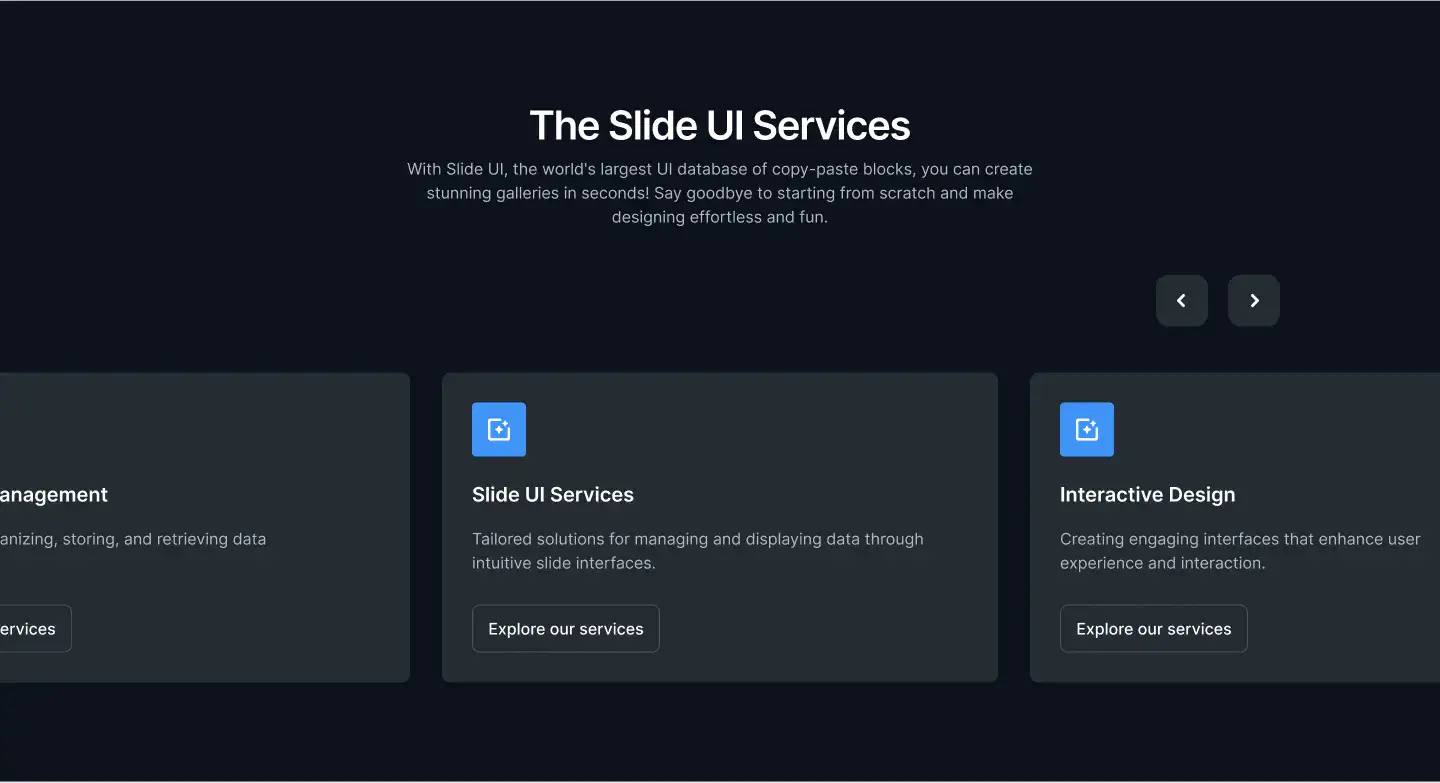 The Slide UI Services
With Slide UI, the world's largest UI database of copy-paste blocks, you can create
stunning galleries in seconds! Say goodbye to starting from scratch and make
designing effortless and fun.
anagement
anizing, storing, and retrieving data
ervices
Slide UI Services
Tailored solutions for managing and displaying data through
intuitive slide interfaces.
Explore our services
Interactive Design
Creating engaging interfaces that enhance user
experience and interaction.
Explore our services